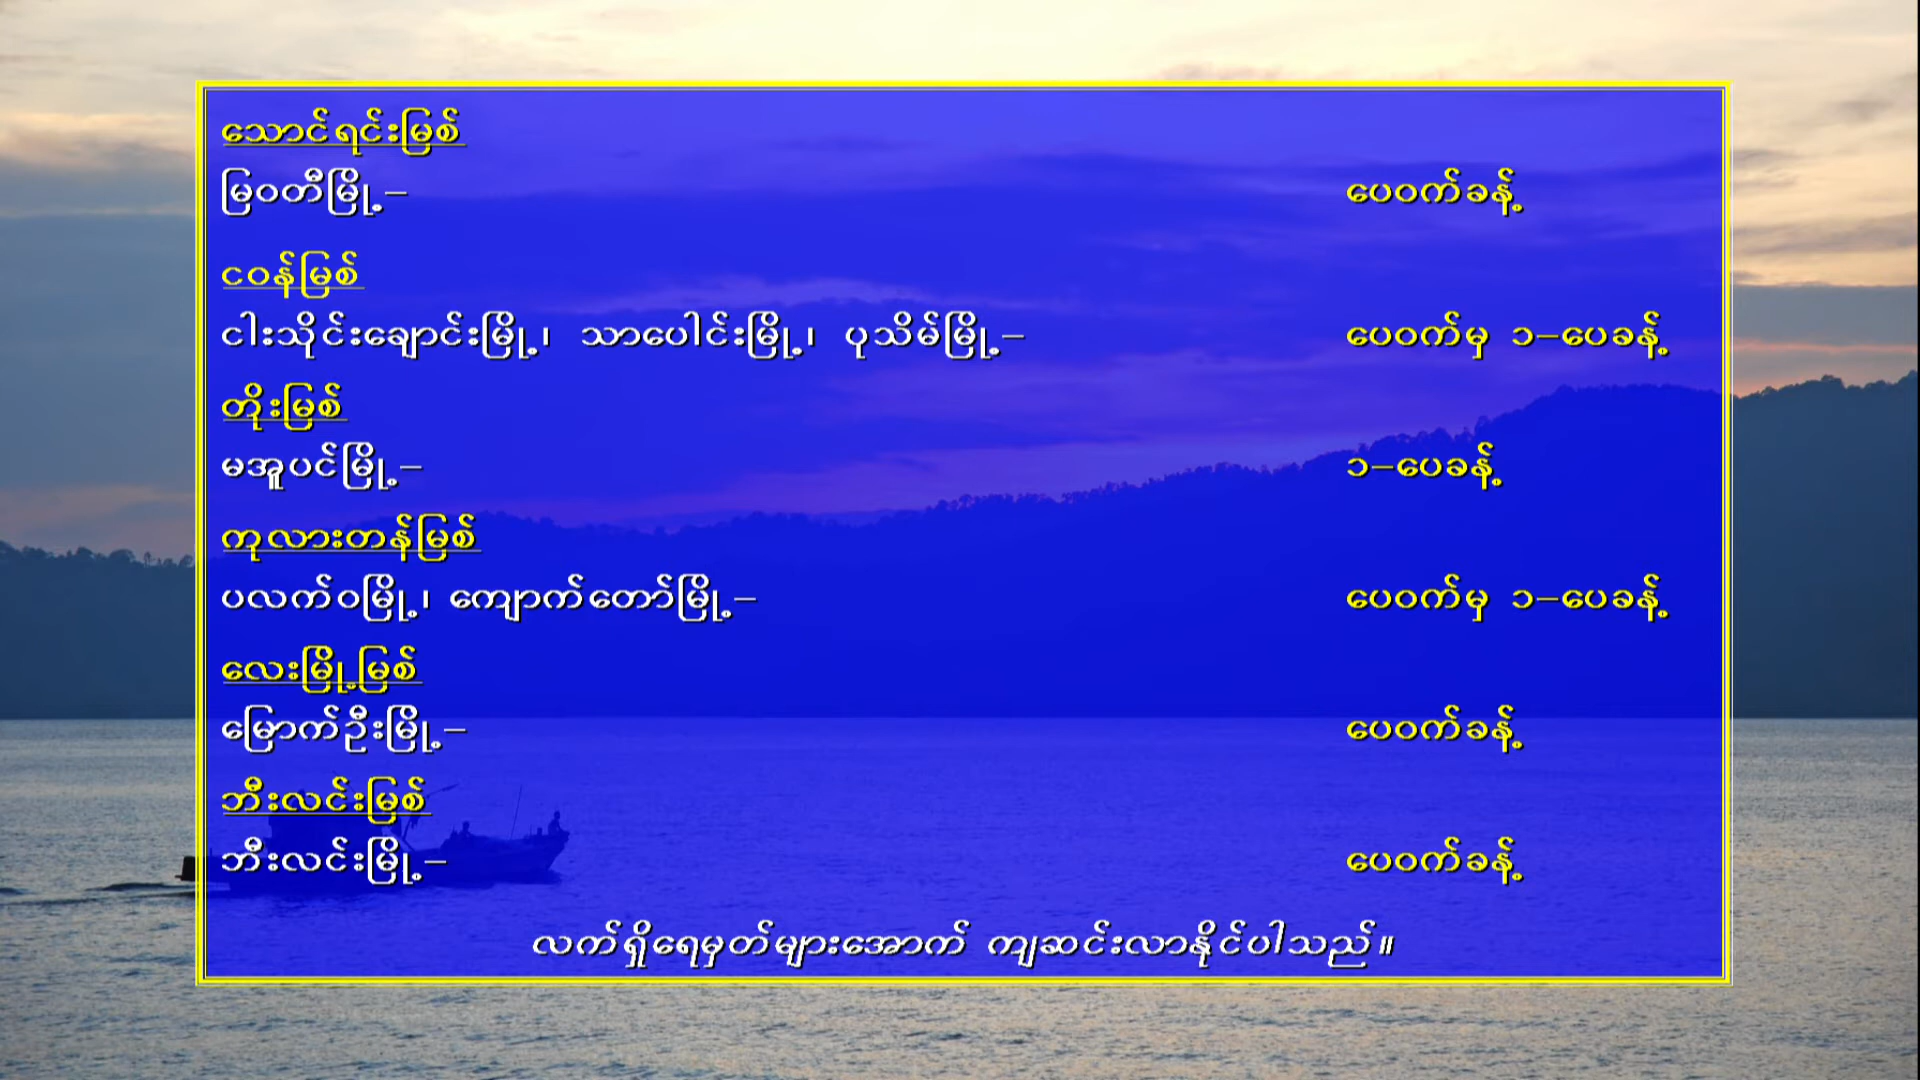 သောင်ရင်းမြစ်
မြဝတီမြို့– ပေဝက်ခန့်
ငဝန်မြစ်
ငါးသိုင်းချောင်းမြို့၊ သာပေါင်းမြို့၊ ပုသိမ်မြို့– ပေဝက်မှ ၁–ပေခန့်
တိုးမြစ်
မအူပင်မြို့– ၁–ပေခန့်
ကုလားတန်မြစ်
ပလက်ဝမြို့၊ ကျောက်တော်မြို့– ပေဝက်မှ ၁–ပေခန့်
လေးမြို့မြစ်
မြောက်ဦးမြို့– ပေဝက်ခန့်
ဘီးလင်းမြစ်
ဘီးလင်းမြို့– ပေဝက်ခန့်
လက်ရှိရေမှတ်များအောက် ကျဆင်းလာနိုင်ပါသည်။